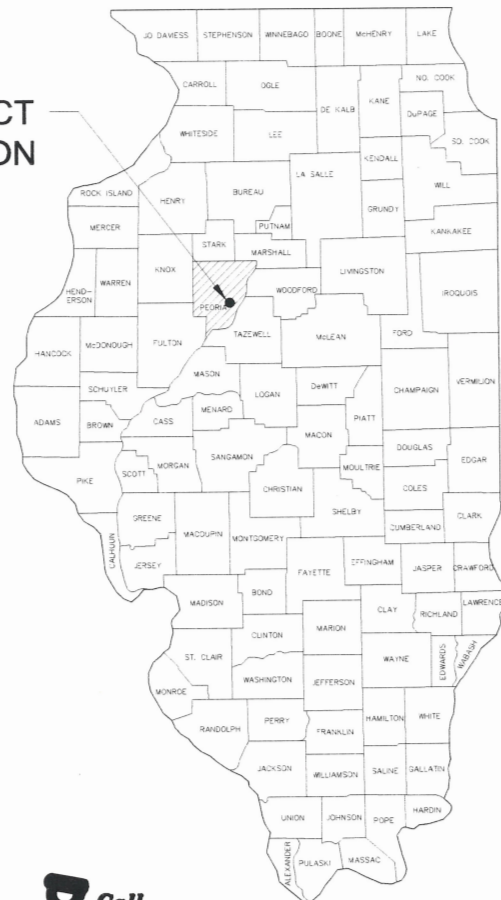 JO DAVIESS STEPHENSON WINNEBAGO BOONE McHENRY LAKE
CARROLL OGLE DE KALB KANE NO. COOK
DuPAGE
CT
ON
WHITESIDE LEE SO. COOK
KENDALL
LA SALLE WILL
ROCK ISLAND HENRY BUREAU GRUNDY
MERCER PUTNAM KANKAKEE
STARK MARSHALL
KNOX LIVINGSTON
HEND-
ERSON WARREN PEORIA WOODFORD IROQUOIS
FULTON TAZEWELL McLEAN FORD
HANCOCK McDONOUGH
MASON
SCHUYLER LOGAN DeWITT CHAMPAIGN VERMILION
ADAMS BROWN CASS MENARD PIATT
MACON
DOUGLAS
PIKE SCOTT MORGAN SANGAMON MOULTRIE EDGAR
CHRISTIAN COLES
SHELBY
GREENE CLARK
CALHOUN MACOUPIN MONTGOMERY CUMBERLAND
JERSEY FAYETTE EFFINGHAM JASPER CRAWFORD
BOND
MADISON CLAY RICHLAND LAWRENCE
CLINTON MARION
ST. CLAIR WAYNE EDWARDS WABASH
WASHINGTON JEFFERSON
MONROE
RANDOLPH PERRY HAMILTON WHITE
FRANKLIN
JACKSON WILLIAMSON SALINE GALLATIN
UNION JOHNSON POPE HARDIN
ALEXANDER PULASKI MASSAC
Call